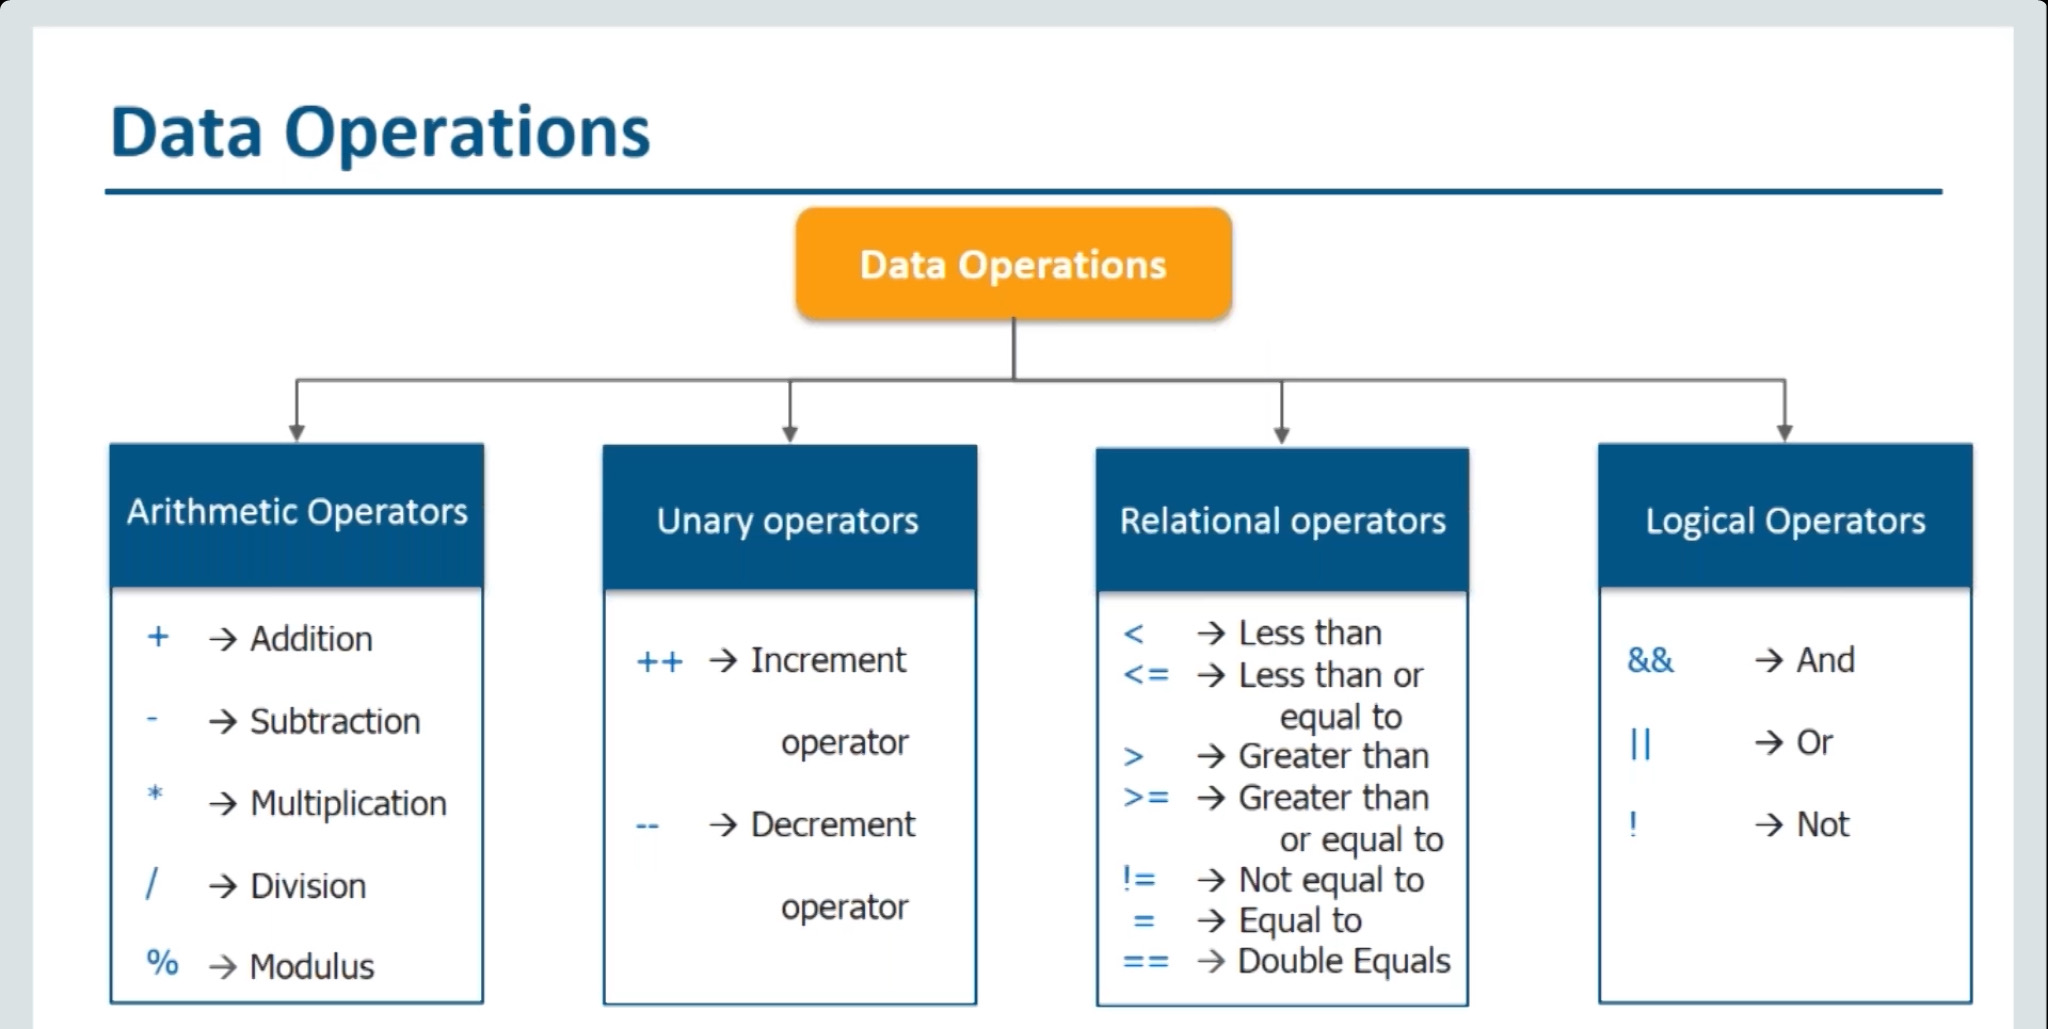 Data Operations
Data Operations
Arithmetic Operators
+ → Addition
- → Subtraction
* → Multiplication
/ → Division
% → Modulus
Unary operators
++ → Increment
operator
-- → Decrement
operator
Relational operators
< → Less than
<= → Less than or
equal to
> → Greater than
>= → Greater than
or equal to
!= → Not equal to
= → Equal to
== → Double Equals
Logical Operators
&& → And
|| → Or
! → Not